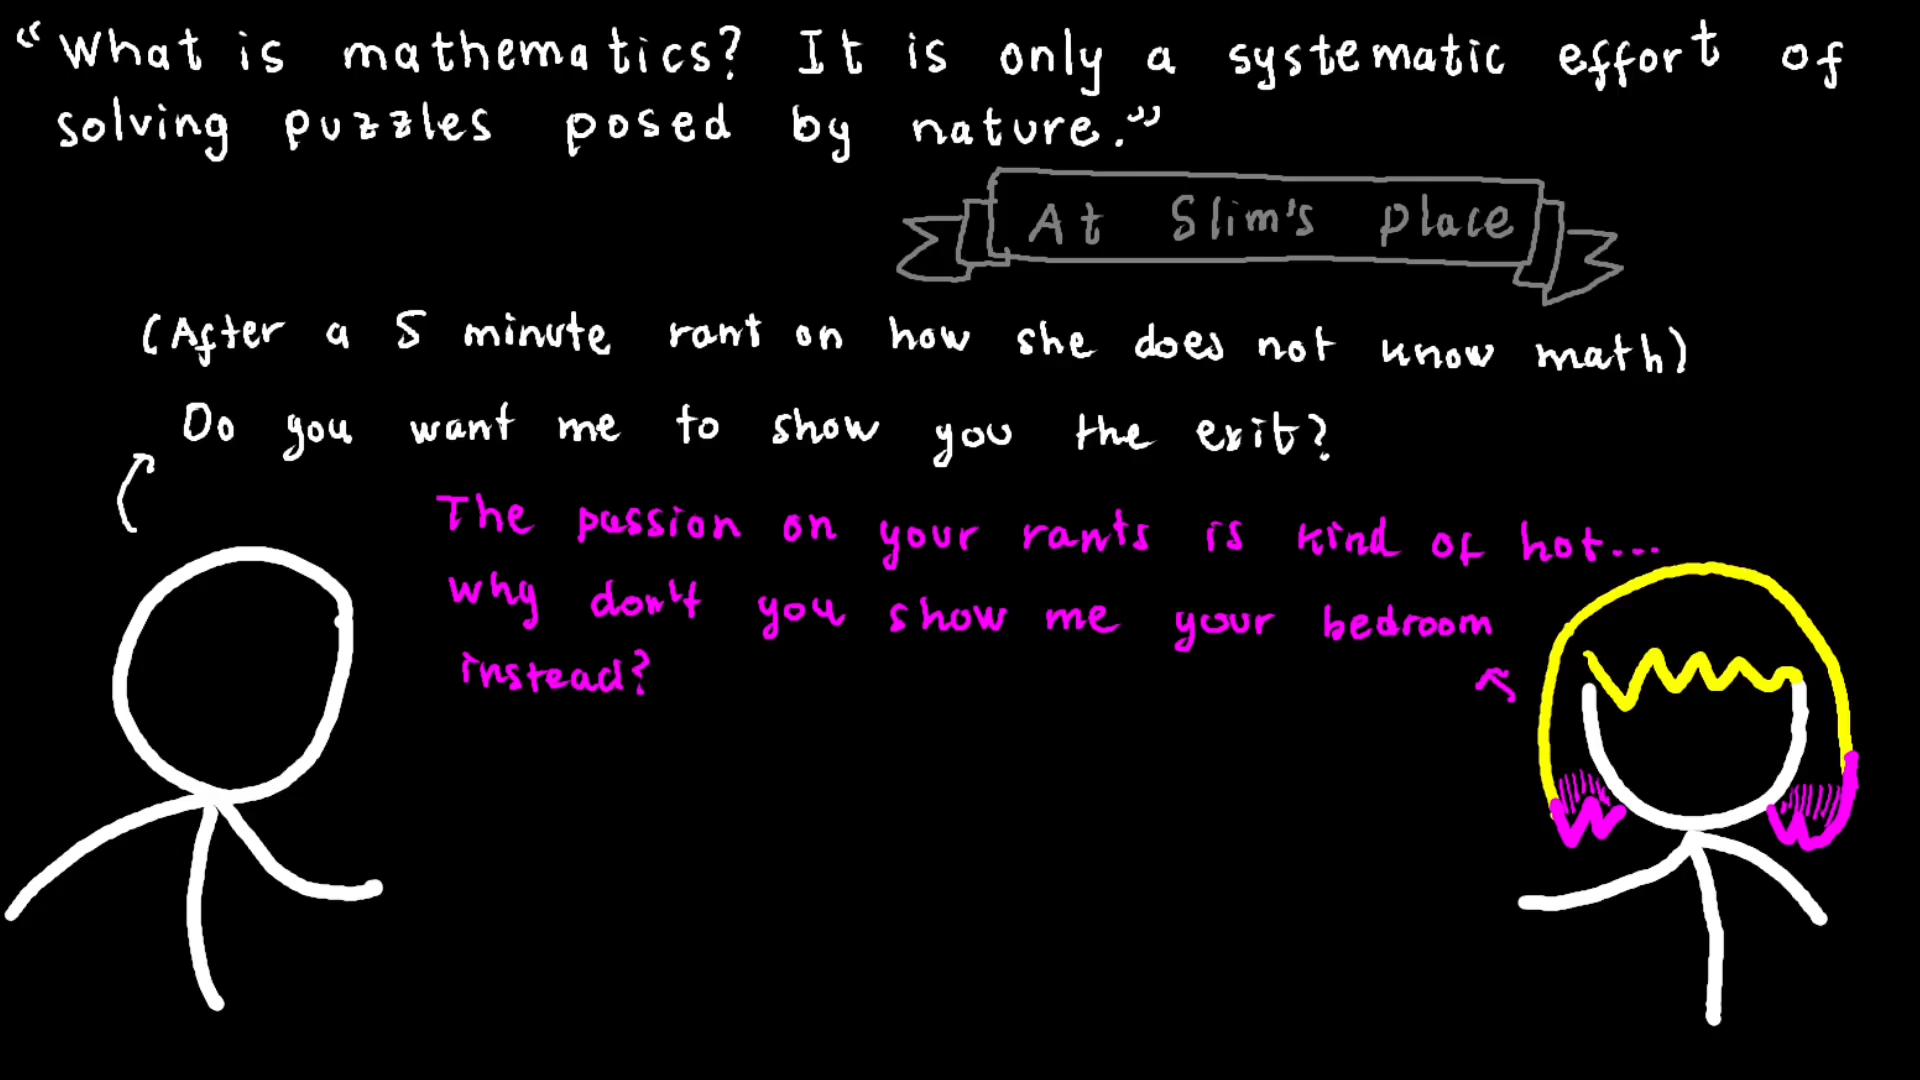 “What is mathematics? It is only a systematic effort of
solving puzzles posed by nature.”
At Slim's place
(After a 5 minute rant on how she does not know math)
Do you want me to show you the exit?
The passion on your rants is kind of hot...
why don't you show me your bedroom
instead?